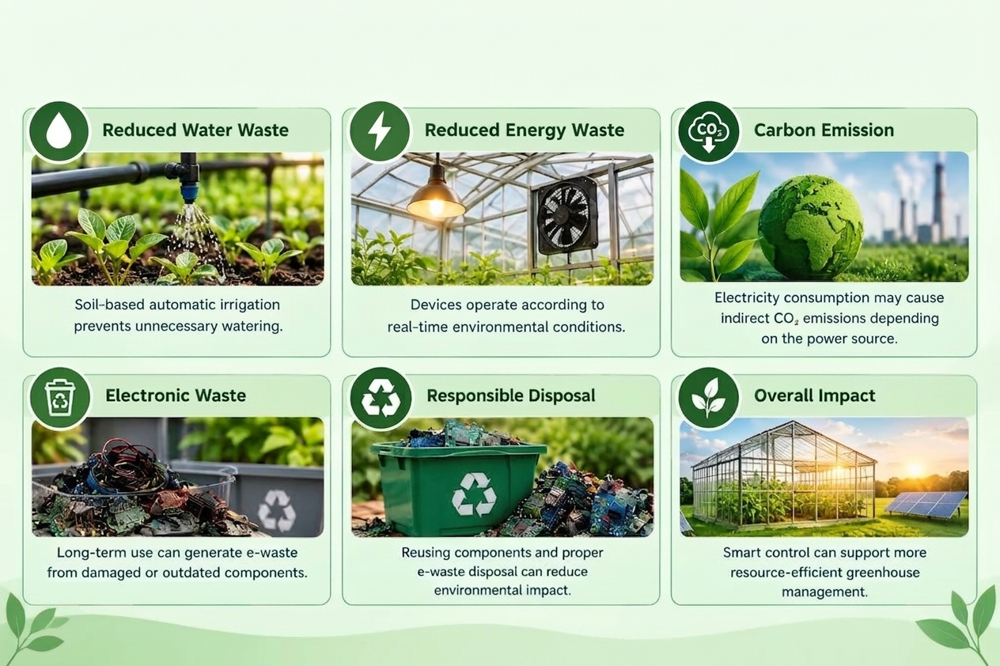 Reduced Water Waste
Soil-based automatic irrigation
prevents unnecessary watering.
Reduced Energy Waste
Devices operate according to
real-time environmental conditions.
CO₂
Carbon Emission
Electricity consumption may cause
indirect CO₂ emissions depending
on the power source.
Electronic Waste
Long-term use can generate e-waste
from damaged or outdated components.
Responsible Disposal
Reusing components and proper
e-waste disposal can reduce
environmental impact.
Overall Impact
Smart control can support more
resource-efficient greenhouse
management.